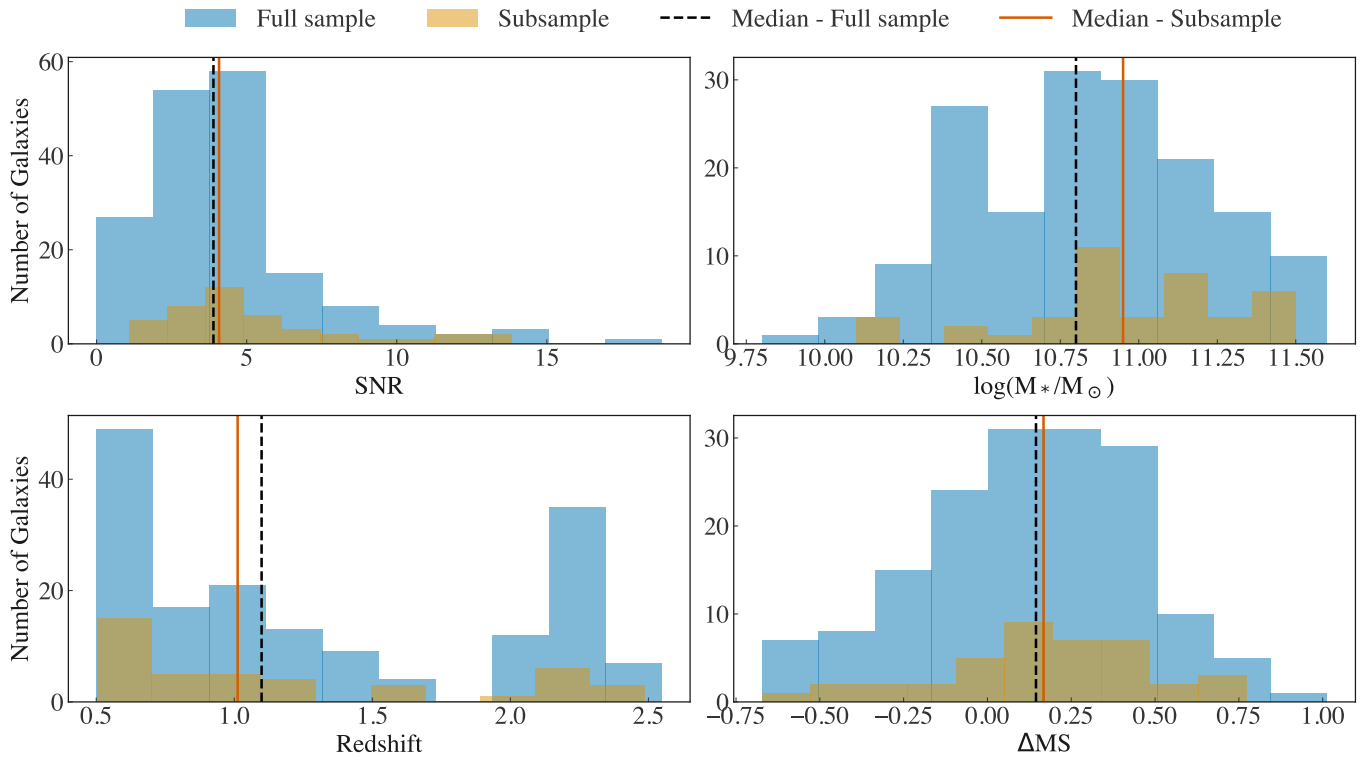 Full sample Subsample Median - Full sample Median - Subsample
Number of Galaxies
60
40
20
0
0 5 10 15
SNR
30
20
10
0
9.75 10.00 10.25 10.50 10.75 11.00 11.25 11.50
log(M∗/M⊙)
Number of Galaxies
40
20
0
0.5 1.0 1.5 2.0 2.5
Redshift
30
20
10
0
−0.75 −0.50 −0.25 0.00 0.25 0.50 0.75 1.00
ΔMS